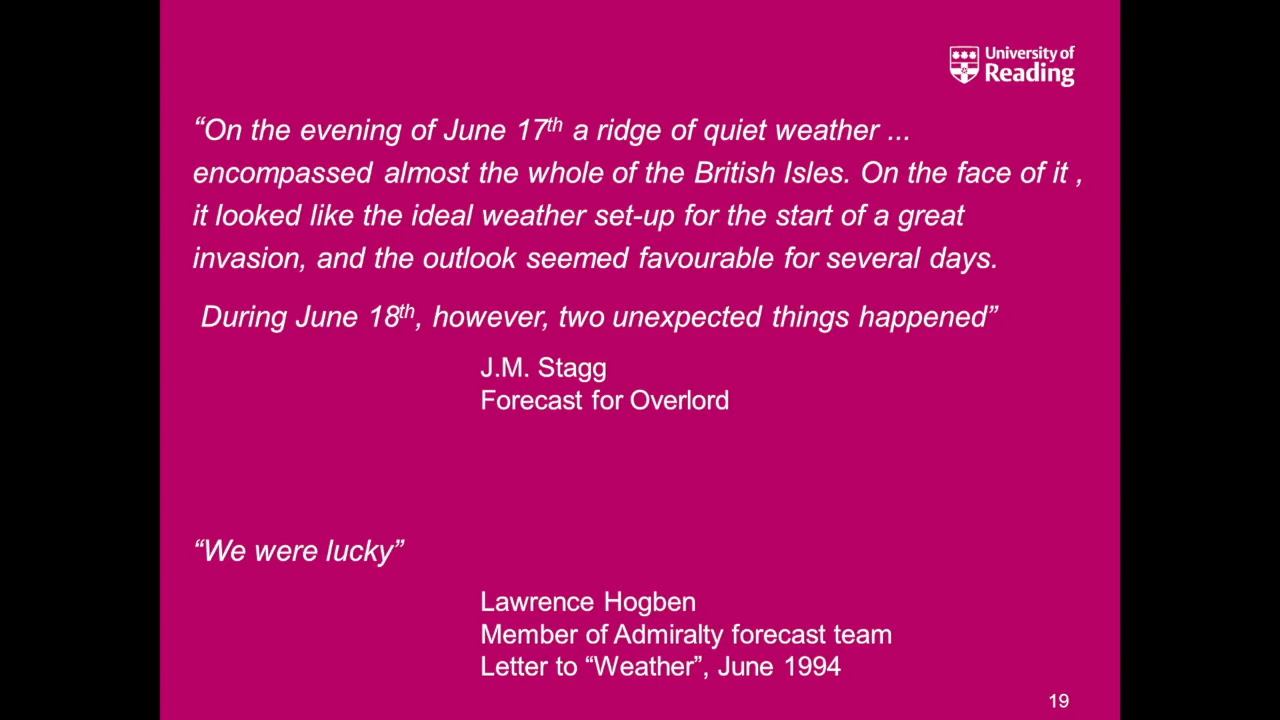 University of
Reading
“On the evening of June 17th a ridge of quiet weather ...
encompassed almost the whole of the British Isles. On the face of it ,
it looked like the ideal weather set-up for the start of a great
invasion, and the outlook seemed favourable for several days.
During June 18th, however, two unexpected things happened”
J.M. Stagg
Forecast for Overlord
“We were lucky”
Lawrence Hogben
Member of Admiralty forecast team
Letter to “Weather”, June 1994
19